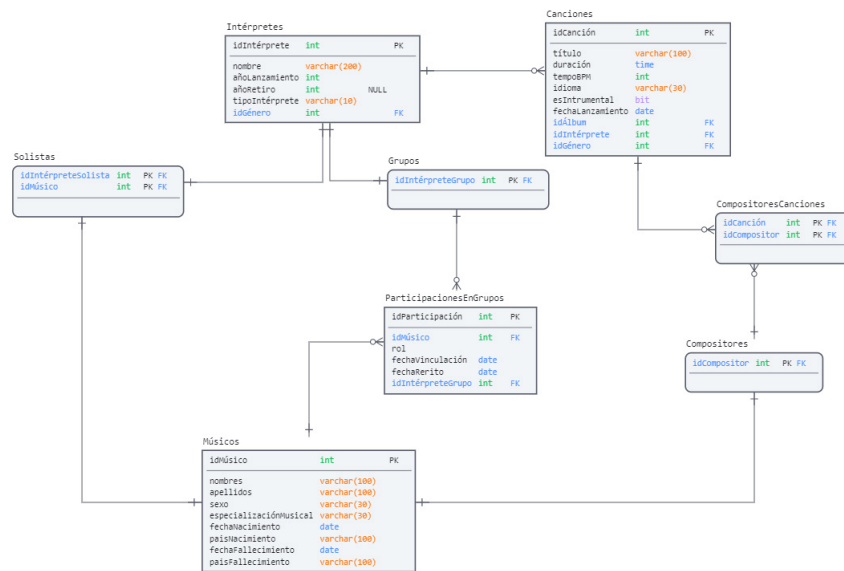 Intérpretes
idIntérprete int PK
nombre varchar(200)
añoLanzamiento int
añoRetiro int NULL
tipoIntérprete varchar(10)
idGénero int FK
Canciones
idCanción int PK
título varchar(100)
duración time
tempoBPM int
idioma varchar(30)
esIntrumental bit
fechaLanzamiento date
idÁlbum int FK
idIntérprete int FK
idGénero int FK
Solistas
idIntérpreteSolista int PK FK
idMúsico int PK FK
Grupos
idIntérpreteGrupo int PK FK
CompositoresCanciones
idCanción int PK FK
idCompositor int PK FK
ParticipacionesEnGrupos
idParticipación int PK
idMúsico int FK
rol
fechaVinculación date
fechaRerito date
idIntérpreteGrupo int FK
Compositores
idCompositor int PK FK
Músicos
idMúsico int PK
nombres varchar(100)
apellidos varchar(100)
sexo varchar(30)
especializaciónMusical varchar(30)
fechaNacimiento date
paisNacimiento varchar(100)
fechaFallecimiento date
paisFallecimiento varchar(100)